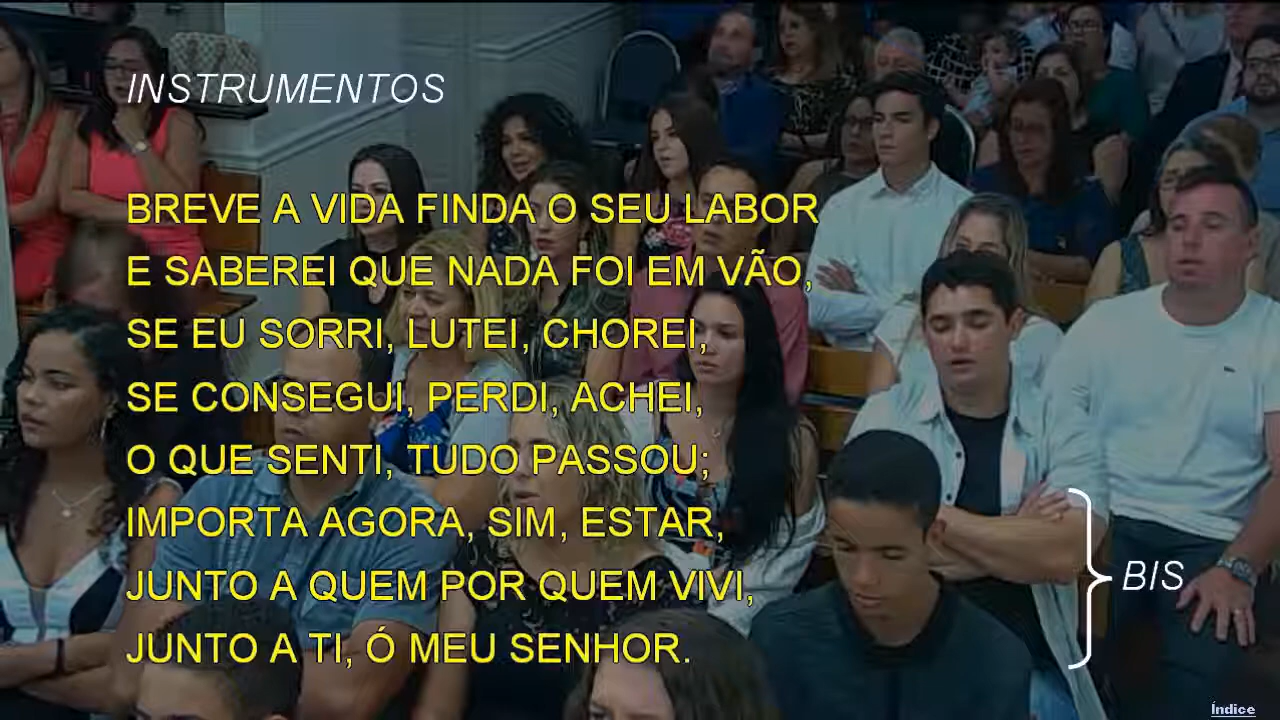 INSTRUMENTOS
BREVE A VIDA FINDA O SEU LABOR
E SABEREI QUE NADA FOI EM VÃO,
SE EU SORRI, LUTEI, CHOREI,
SE CONSEGUI, PERDI, ACHEI,
O QUE SENTI, TUDO PASSOU;
IMPORTA AGORA, SIM, ESTAR,
JUNTO A QUEM POR QUEM VIVI,
JUNTO A TI, Ó MEU SENHOR.
BIS
Índice